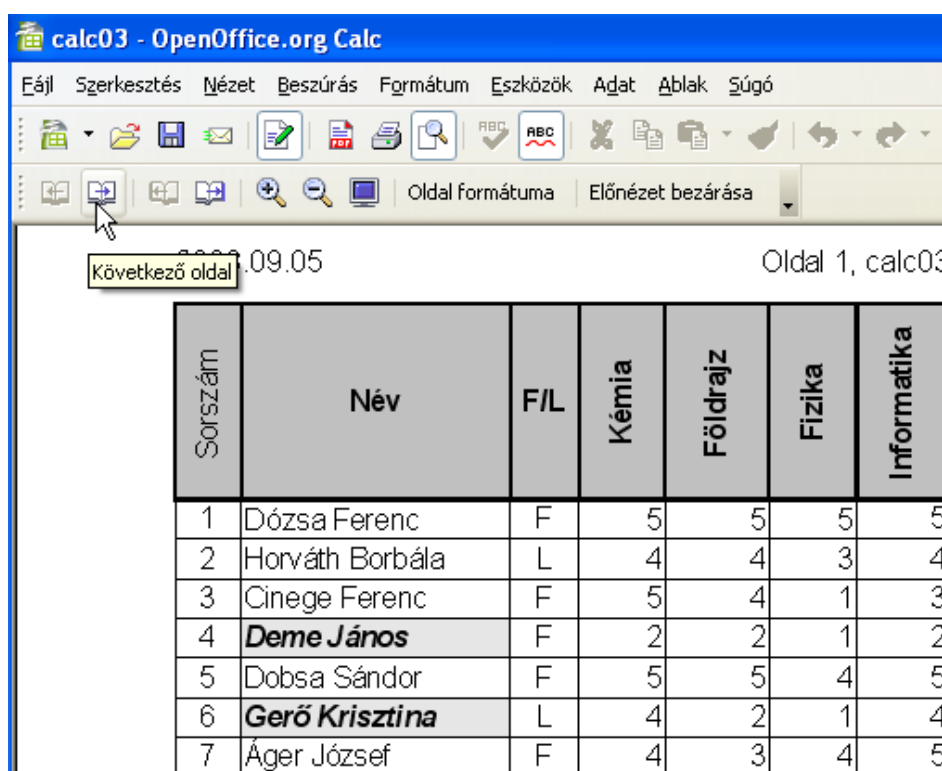 calc03 - OpenOffice.org Calc
Fájl Szerkesztés Nézet Beszúrás Formátum Eszközök Adat Ablak Súgó
PDF ABC ABC
Oldal formátuma Előnézet bezárása
.09.05 Oldal 1, calc03
Következő oldal
Sorszám Név F/L Kémia Földrajz Fizika Informatika
1 Dózsa Ferenc F 5 5 5 5
2 Horváth Borbála L 4 4 3 4
3 Cinege Ferenc F 5 4 1 3
4 Deme János F 2 2 1 2
5 Dobsa Sándor F 5 5 4 5
6 Gerő Krisztina L 4 2 1 4
7 Áger József F 4 3 4 5